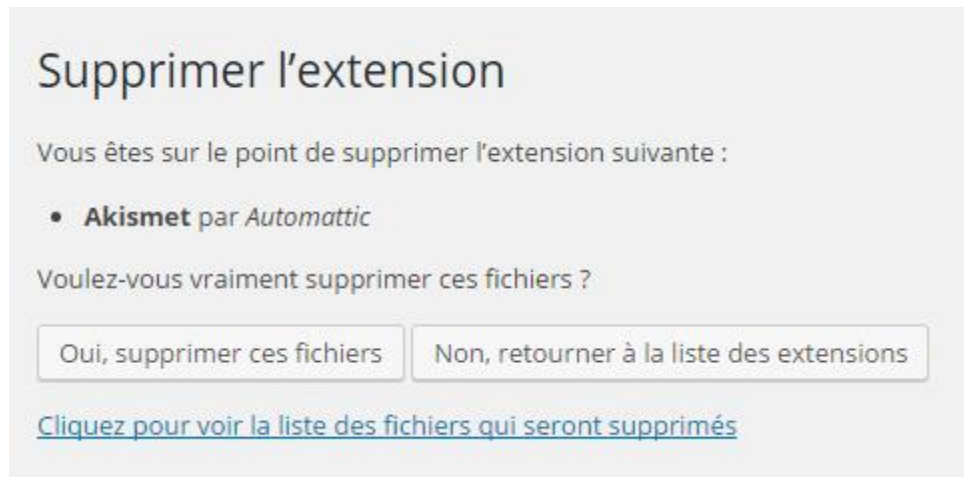 Supprimer l’extension
Vous êtes sur le point de supprimer l’extension suivante :
• Akismet par Automattic
Voulez-vous vraiment supprimer ces fichiers ?
Oui, supprimer ces fichiers Non, retourner à la liste des extensions
Cliquez pour voir la liste des fichiers qui seront supprimés